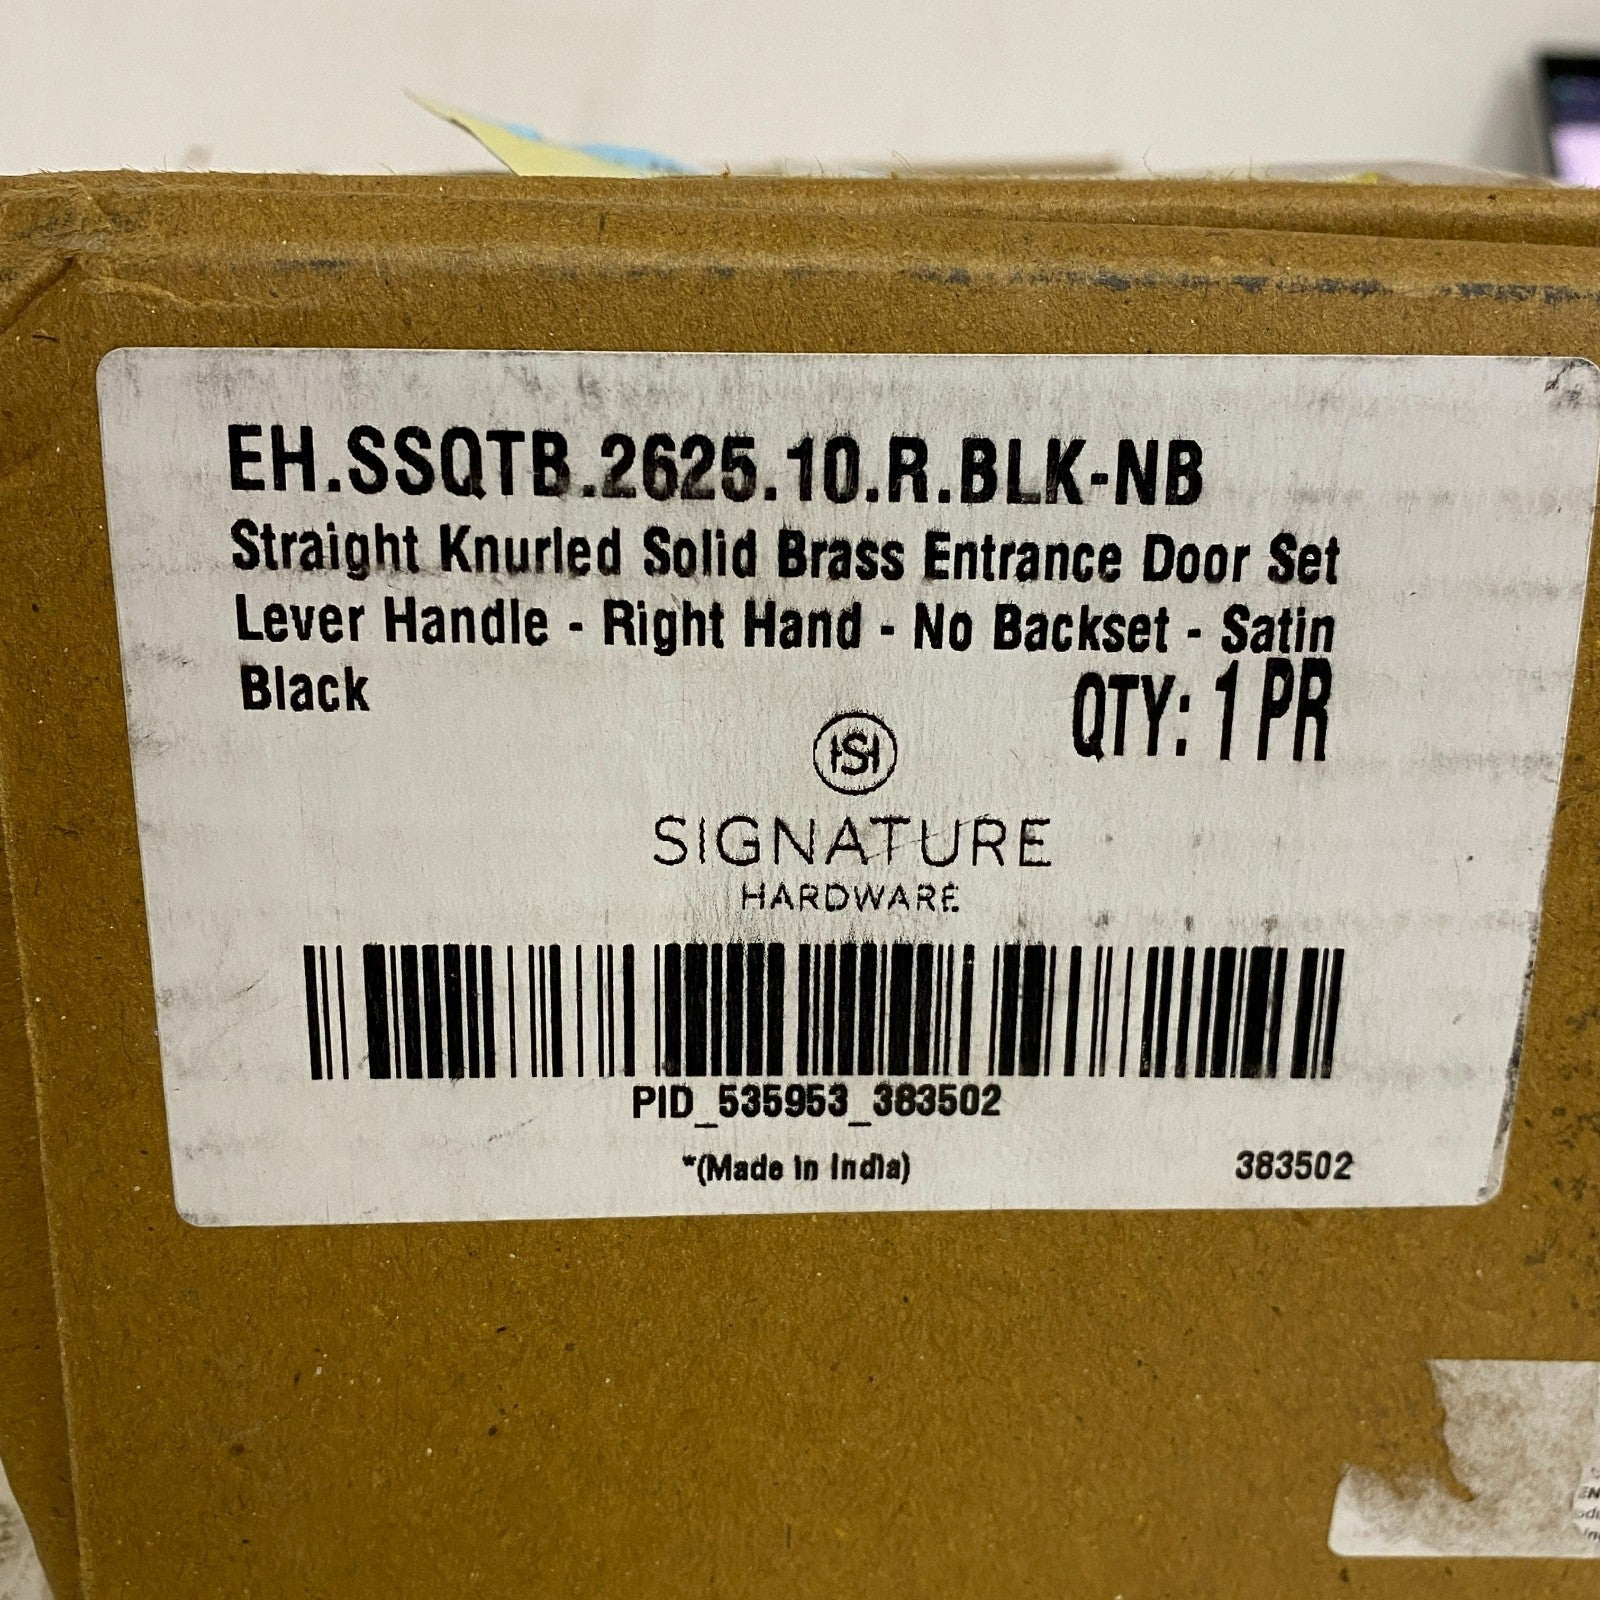 EH.SSQTB.2625.10.R.BLK-NB
Straight Knurled Solid Brass Entrance Door Set
Lever Handle - Right Hand - No Backset - Satin
Black
QTY: 1 PR
HS
SIGNATURE
HARDWARE
PID_535953_383502
*(Made In India)
383502